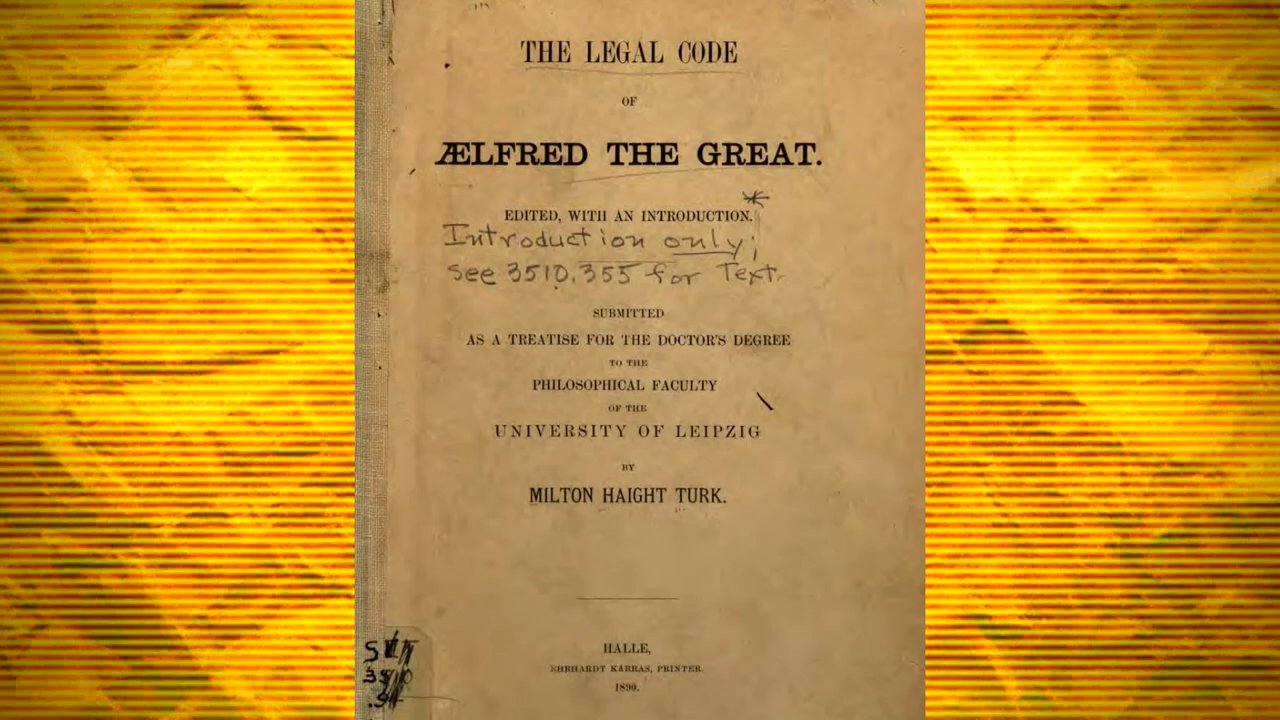 THE LEGAL CODE
OF
ÆLFRED THE GREAT.
EDITED, WITH AN INTRODUCTION.*
Introduction only;
see 3510.355 for Text
SUBMITTED
AS A TREATISE FOR THE DOCTOR'S DEGREE
TO THE
PHILOSOPHICAL FACULTY
OF THE
UNIVERSITY OF LEIPZIG
BY
MILTON HAIGHT TURK.
HALLE,
EHRHARDT KARRAS, PRINTER.
1890.